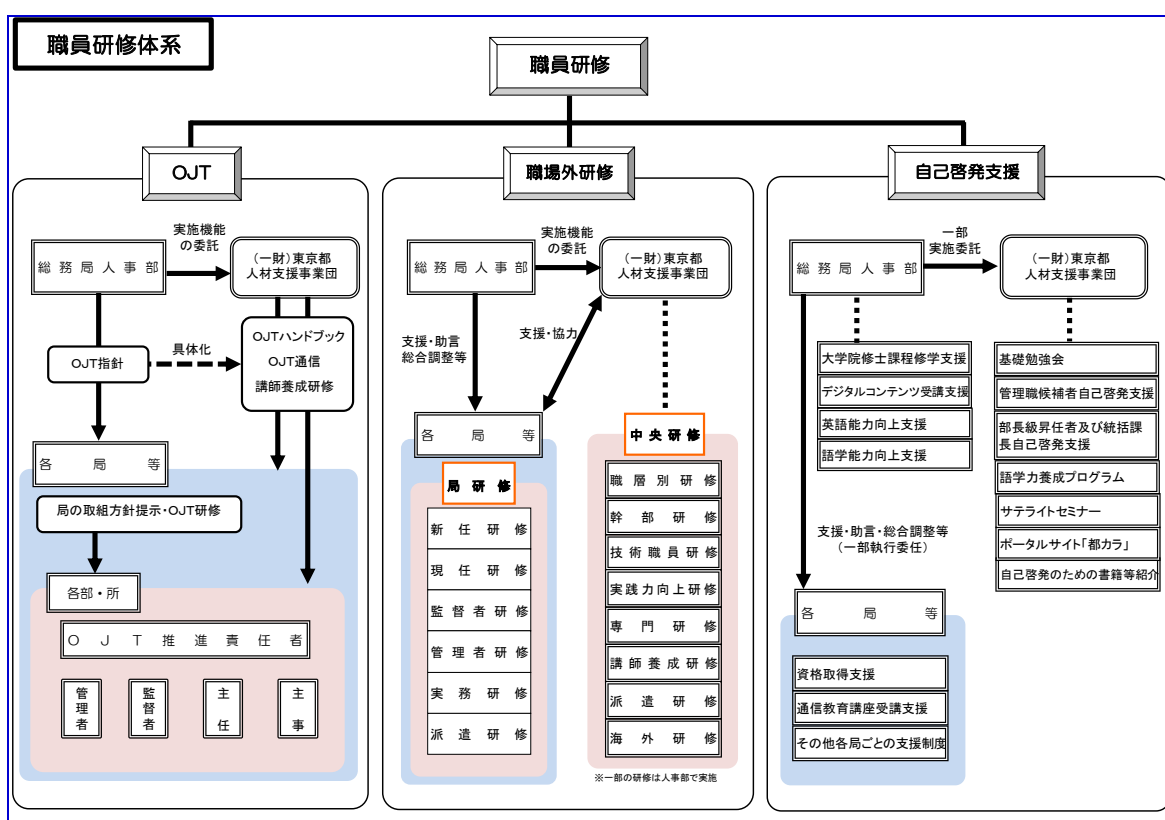 職員研修体系
職員研修
OJT
総務局人事部
実施機能
の委託
(一財)東京都
人材支援事業団
OJT指針
具体化
OJTハンドブック
OJT通信
講師養成研修
各局等
局の取組方針提示・OJT研修
各部・所
OJT推進責任者
管理者
監督者
主任
主事
職場外研修
総務局人事部
実施機能
の委託
(一財)東京都
人材支援事業団
支援・助言
総合調整等
支援・協力
各局等
局研修
新任研修
現任研修
監督者研修
管理者研修
実務研修
派遣研修
中央研修
職層別研修
幹部研修
技術職員研修
実践力向上研修
専門研修
講師養成研修
派遣研修
海外研修
※一部の研修は人事部で実施
自己啓発支援
総務局人事部
一部
実施委託
(一財)東京都
人材支援事業団
大学院修士課程修学支援
デジタルコンテンツ受講支援
英語能力向上支援
語学能力向上支援
基礎勉強会
管理職候補者自己啓発支援
部長級昇任者及び統括課
長自己啓発支援
語学力養成プログラム
サテライトセミナー
ポータルサイト「都カラ」
自己啓発のための書籍等紹介
支援・助言・総合調整等
(一部執行委任)
各局等
資格取得支援
通信教育講座受講支援
その他各局ごとの支援制度